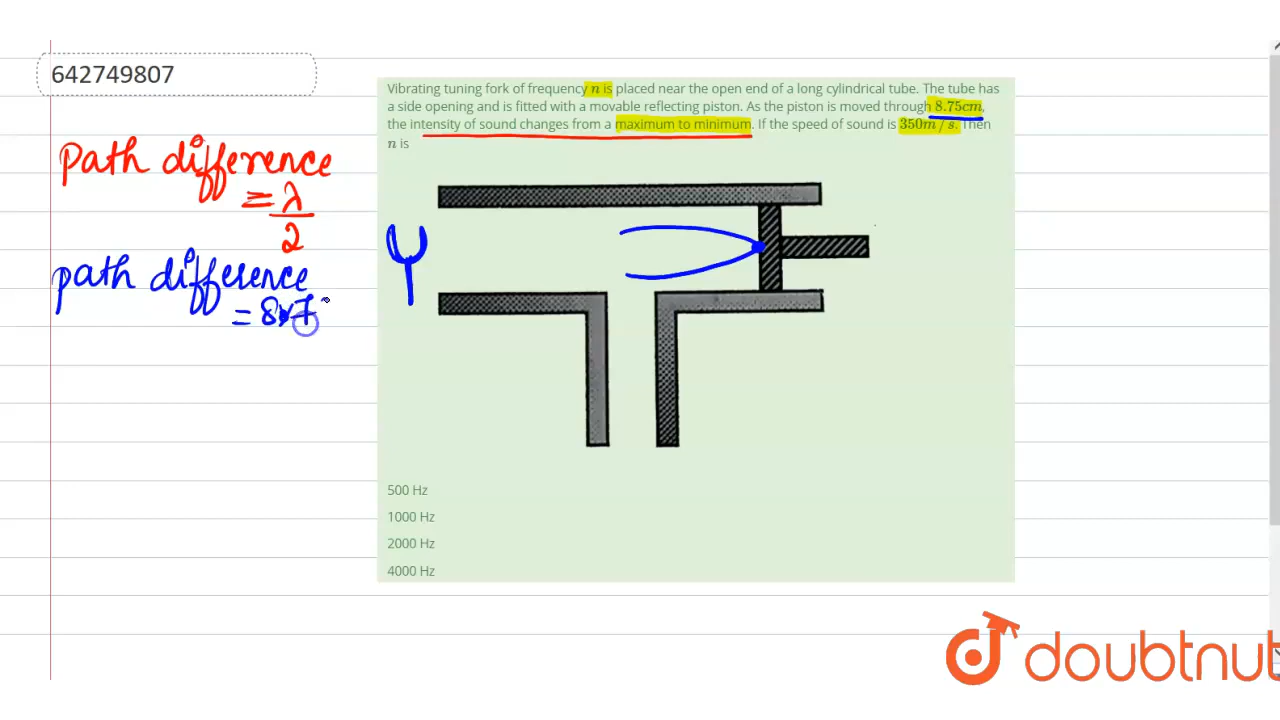 642749807
Vibrating tuning fork of frequency n is placed near the open end of a long cylindrical tube. The tube has
a side opening and is fitted with a movable reflecting piston. As the piston is moved through 8.75cm,
the intensity of sound changes from a maximum to minimum. If the speed of sound is 350m/s. Then
n is
path difference
= λ/2
path difference
= 8
500 Hz
1000 Hz
2000 Hz
4000 Hz
doubtnut